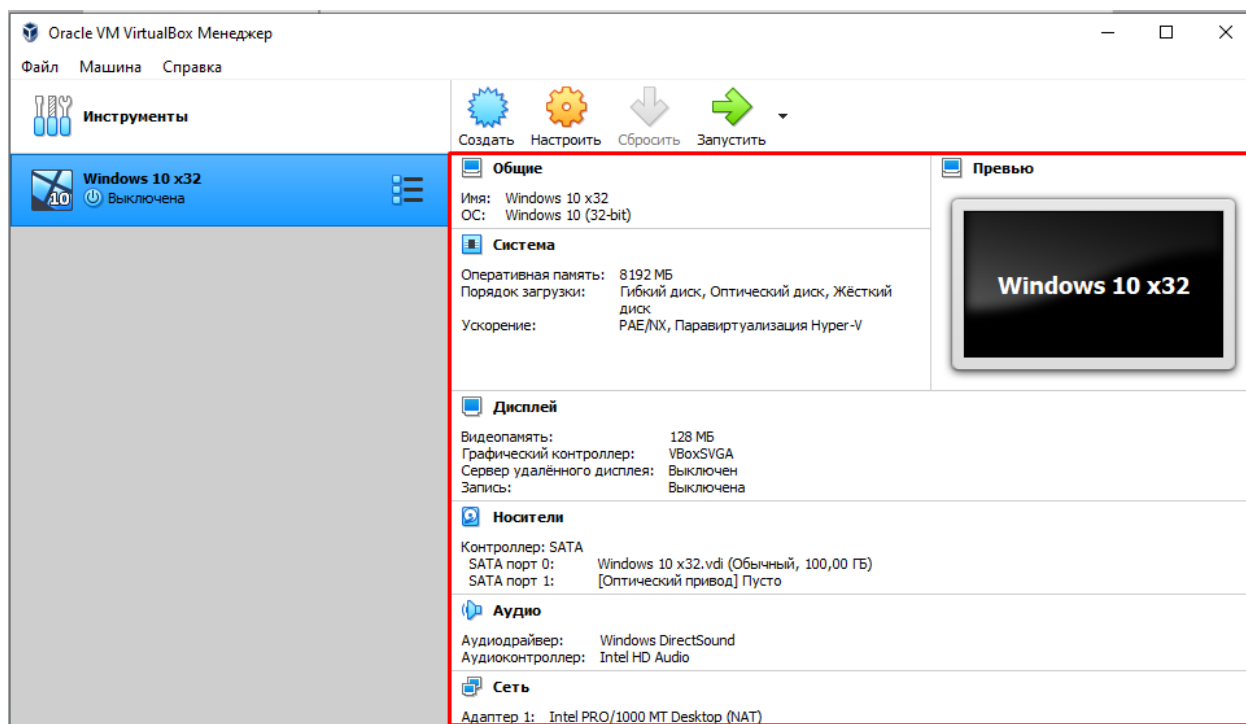 Oracle VM VirtualBox Менеджер
Файл Машина Справка
Инструменты
Создать Настроить Сбросить Запустить
Windows 10 x32
10
Выключена
Общие
Имя: Windows 10 x32
ОС: Windows 10 (32-bit)
Превью
Windows 10 x32
Система
Оперативная память: 8192 МБ
Порядок загрузки: Гибкий диск, Оптический диск, Жёсткий
диск
Ускорение: PAE/NX, Паравиртуализация Hyper-V
Дисплей
Видеопамять: 128 МБ
Графический контроллер: VBoxSVGA
Сервер удалённого дисплея: Выключен
Запись: Выключена
Носители
Контроллер: SATA
SATA порт 0: Windows 10 x32.vdi (Обычный, 100,00 ГБ)
SATA порт 1: [Оптический привод] Пусто
Аудио
Аудиодрайвер: Windows DirectSound
Аудиоконтроллер: Intel HD Audio
Сеть
Адаптер 1: Intel PRO/1000 MT Desktop (NAT)